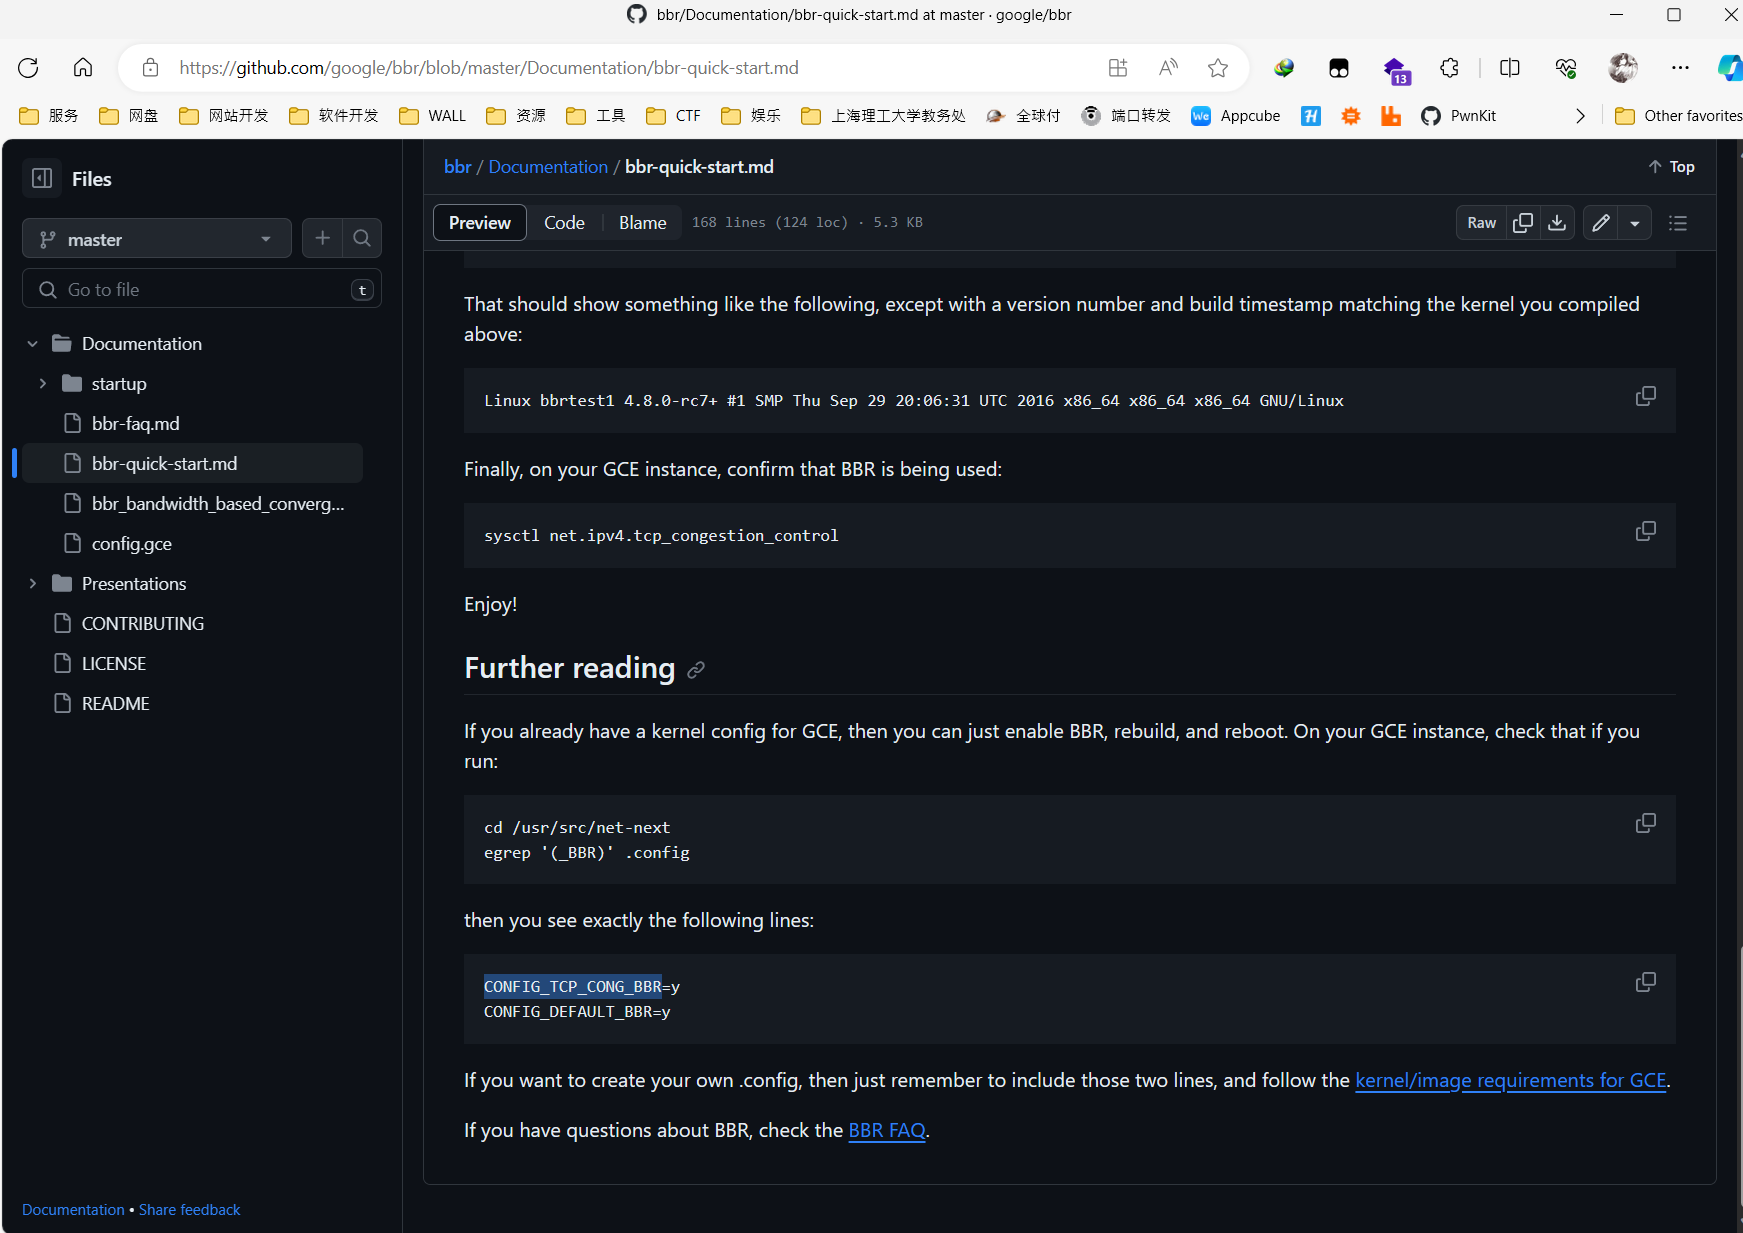 bbr/Documentation/bbr-quick-start.md at master · google/bbr
https://github.com/google/bbr/blob/master/Documentation/bbr-quick-start.md
13
服务
网盘
网站开发
软件开发
WALL
资源
工具
CTF
娱乐
上海理工大学教务处
全球付
端口转发
We
Appcube
H
PwnKit
Other favorites
Files
master
Go to file
t
Documentation
startup
bbr-faq.md
bbr-quick-start.md
bbr_bandwidth_based_converg...
config.gce
Presentations
CONTRIBUTING
LICENSE
README
Documentation • Share feedback
bbr / Documentation / bbr-quick-start.md
Top
Preview
Code
Blame
168 lines (124 loc) · 5.3 KB
Raw
That should show something like the following, except with a version number and build timestamp matching the kernel you compiled
above:
Linux bbrtest1 4.8.0-rc7+ #1 SMP Thu Sep 29 20:06:31 UTC 2016 x86_64 x86_64 x86_64 GNU/Linux
Finally, on your GCE instance, confirm that BBR is being used:
sysctl net.ipv4.tcp_congestion_control
Enjoy!
Further reading
If you already have a kernel config for GCE, then you can just enable BBR, rebuild, and reboot. On your GCE instance, check that if you
run:
cd /usr/src/net-next
egrep '(_BBR)' .config
then you see exactly the following lines:
CONFIG_TCP_CONG_BBR=y
CONFIG_DEFAULT_BBR=y
If you want to create your own .config, then just remember to include those two lines, and follow the kernel/image requirements for GCE.
If you have questions about BBR, check the BBR FAQ.